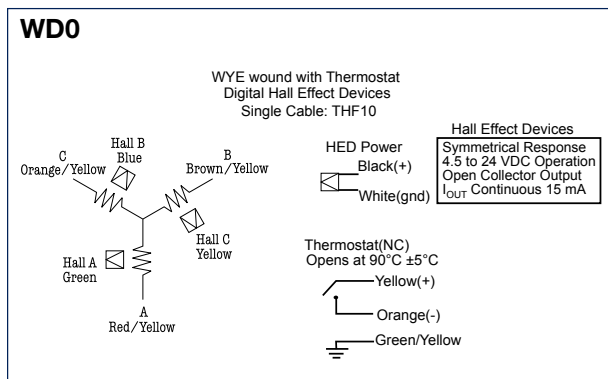 WD0
WYE wound with Thermostat
Digital Hall Effect Devices
Single Cable: THF10
Hall B
Blue
C
Orange/Yellow
B
Brown/Yellow
Hall A
Green
Hall C
Yellow
A
Red/Yellow
HED Power
Black(+)
White(gnd)
Hall Effect Devices
Symmetrical Response
4.5 to 24 VDC Operation
Open Collector Output
IOUT Continuous 15 mA
Thermostat(NC)
Opens at 90°C ±5°C
Yellow(+)
Orange(-)
Green/Yellow